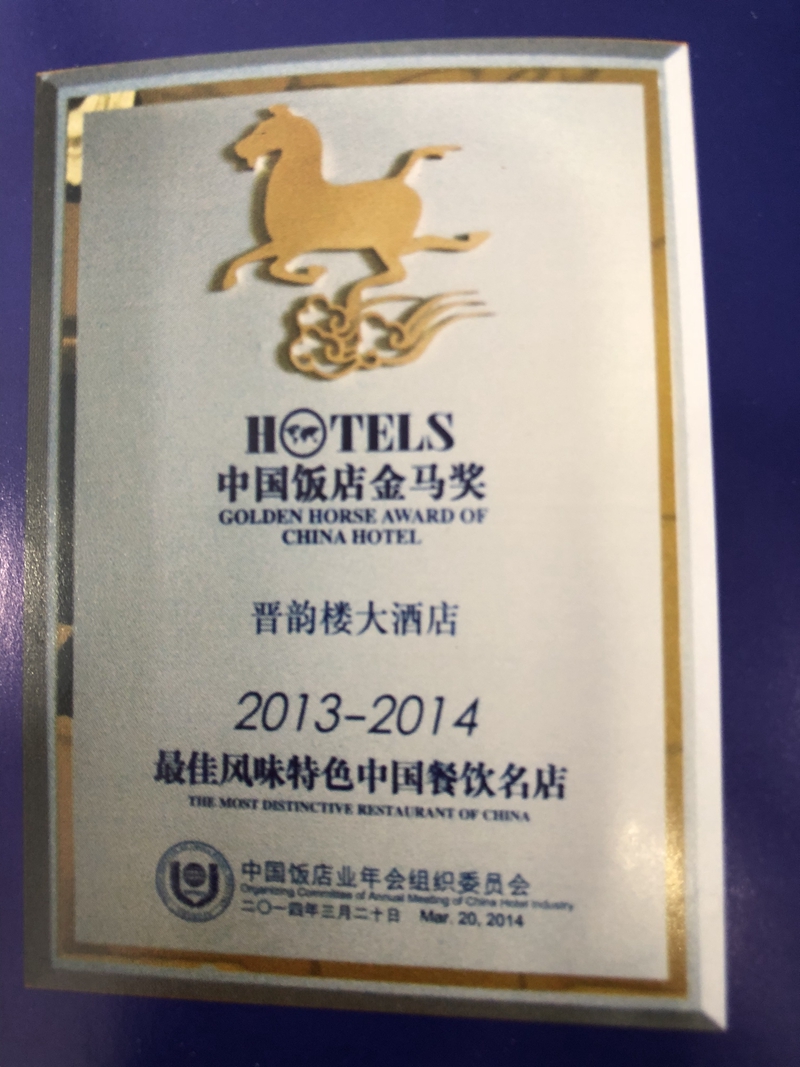 HOTELS
中国饭店金马奖
GOLDEN HORSE AWARD OF
CHINA HOTEL
晋韵楼大酒店
2013-2014
最佳风味特色中国餐饮名店
THE MOST DISTINCTIVE RESTAURANT OF CHINA
中国饭店业年会组织委员会
Organizing Committee of Annual Meeting of China Hotel Industry
二〇一四年三月二十日 Mar. 20, 2014